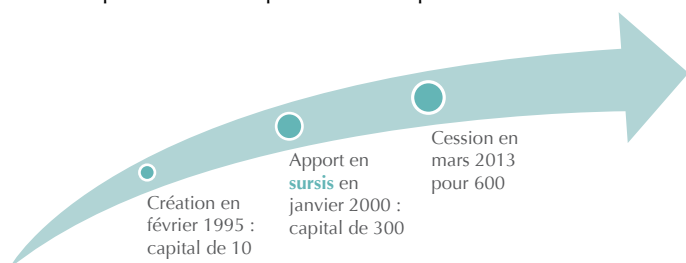 Création en
février 1995 :
capital de 10
Apport en
sursis en
janvier 2000 :
capital de 300
Cession en
mars 2013
pour 600